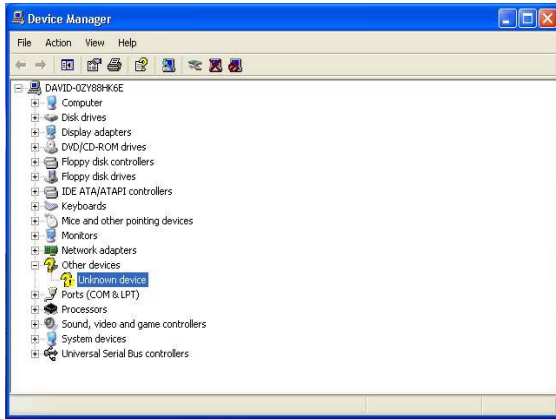 Device Manager
File Action View Help
DAVID-0ZY88HK6E
Computer
Disk drives
Display adapters
DVD/CD-ROM drives
Floppy disk controllers
Floppy disk drives
IDE ATA/ATAPI controllers
Keyboards
Mice and other pointing devices
Monitors
Network adapters
Other devices
Unknown device
Ports (COM & LPT)
Processors
Sound, video and game controllers
System devices
Universal Serial Bus controllers